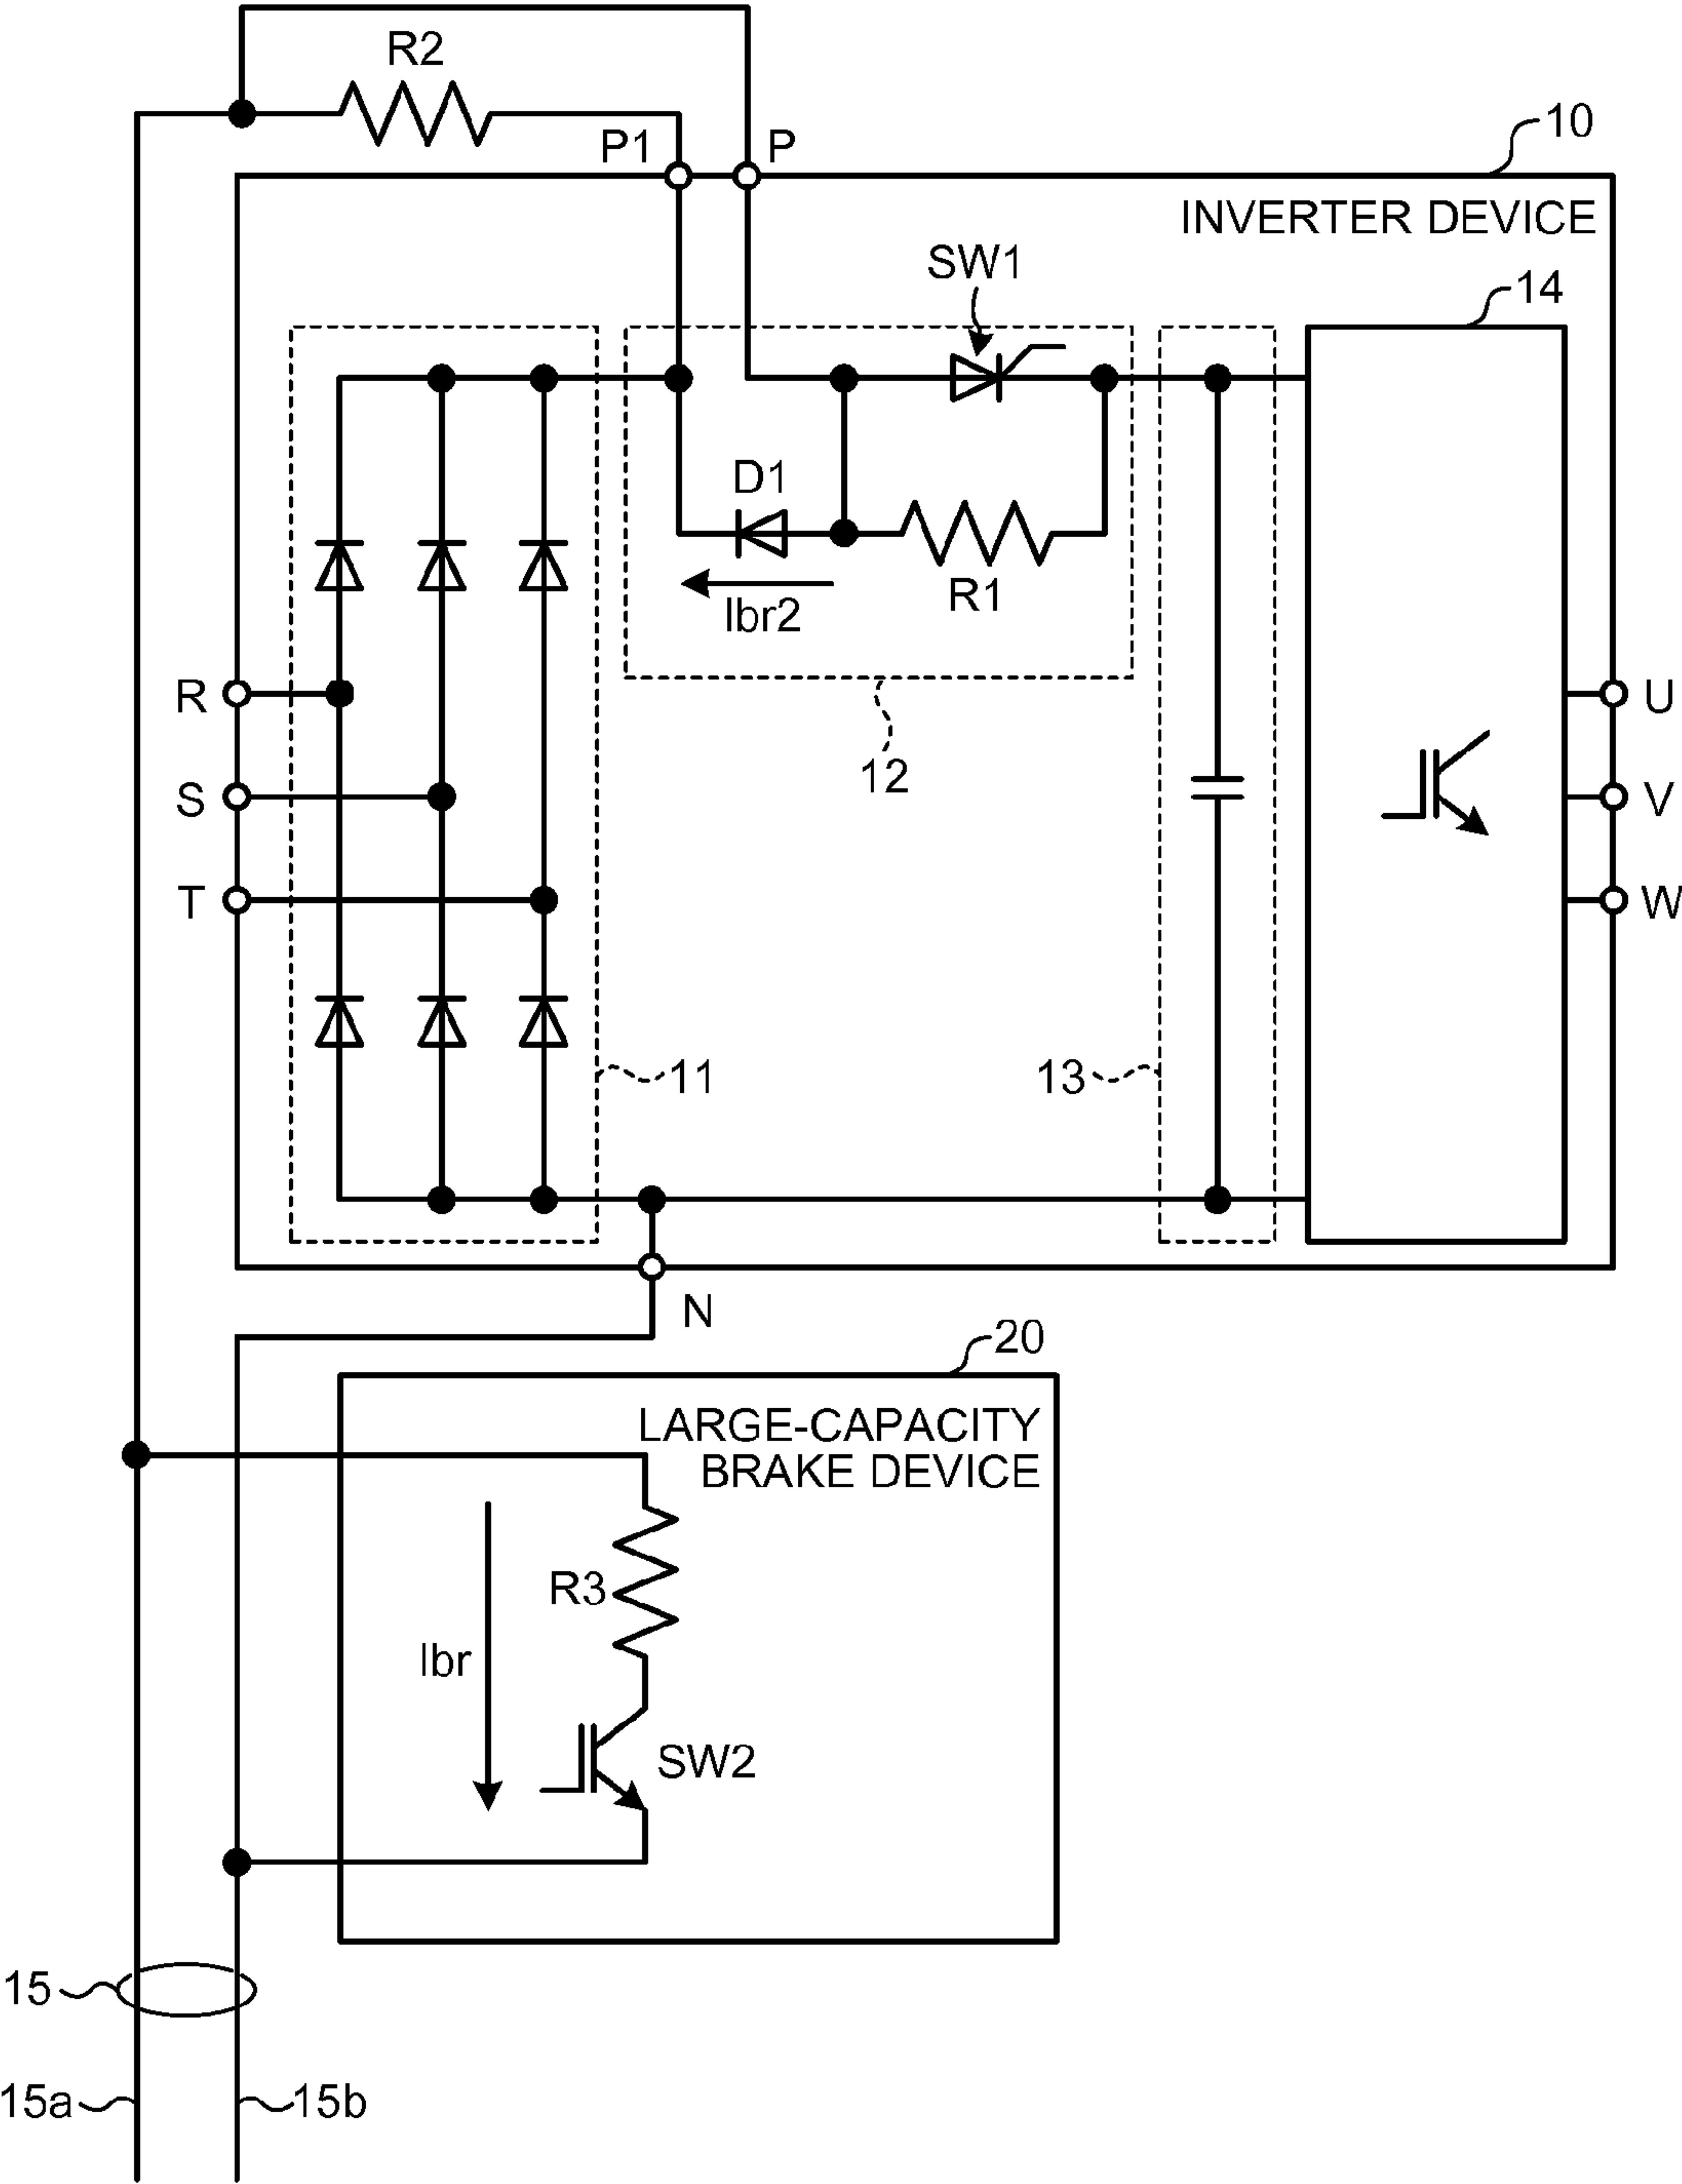 R2
P1
P
10
INVERTER DEVICE
SW1
14
D1
R1
Ibr2
R
U
12
S
V
T
W
11
13
N
20
LARGE-CAPACITY
BRAKE DEVICE
R3
Ibr
SW2
15
15a
15b